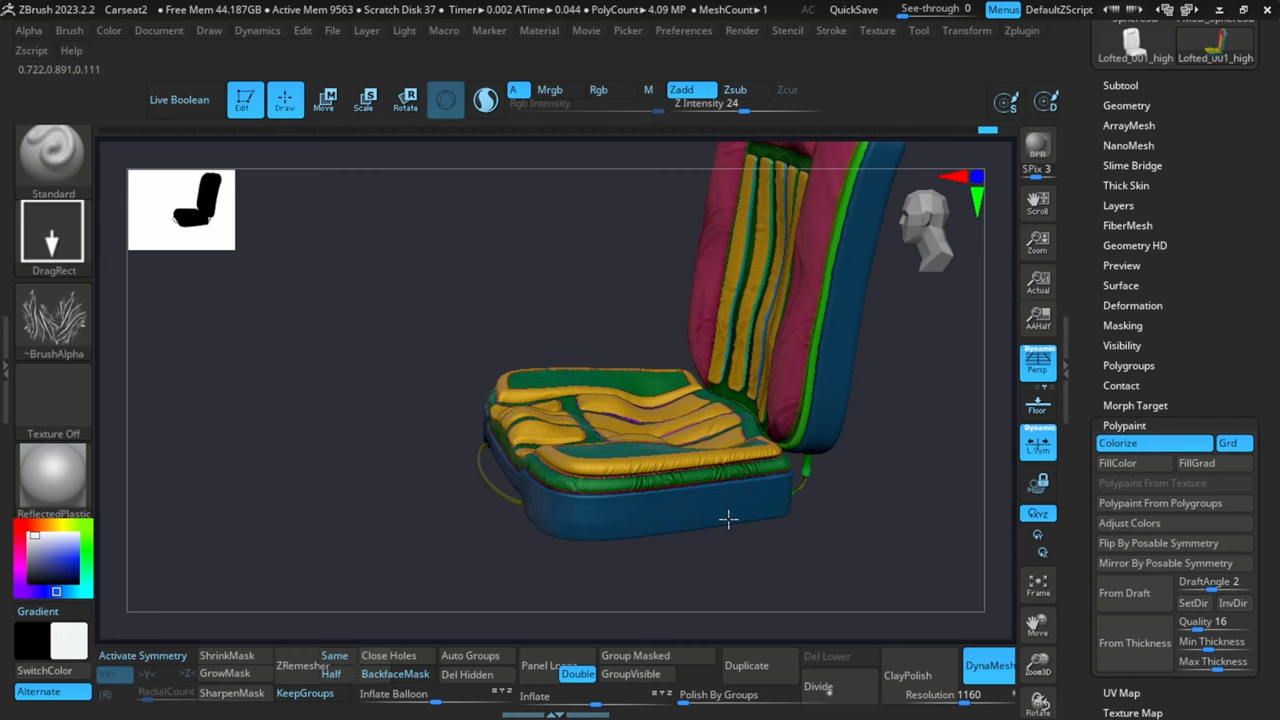 ZBrush 2023.2.2 Carseat2 • Free Mem 44.187GB • Active Mem 9563 • Scratch Disk 37 • Timer▸0.002 ATime▸0.044 • PolyCount▸4.09 MP • MeshCount▸1 AC QuickSave See-through 0 Menus DefaultZScript
Alpha Brush Color Document Draw Dynamics Edit File Layer Light Macro Marker Material Movie Picker Preferences Render Stencil Stroke Texture Tool Transform Zplugin
Zscript Help
0.722,0.891,0.111
Live Boolean Edit Draw Move Scale Rotate A Mrgb Rgb M Zadd Zsub Zcut
Rgb Intensity Z Intensity 24
Standard
DragRect
~BrushAlpha
Texture Off
ReflectedPlastic
Gradient
SwitchColor
Alternate
BPR
SPix 3
Scroll
Zoom
Actual
AAHalf
Dynamic
Persp
Floor
Dynamic
L.Sym
XYZ
Frame
Move
Zoom3D
Rotate
Lofted_001_high Lofted_001_high
Subtool
Geometry
ArrayMesh
NanoMesh
Slime Bridge
Thick Skin
Layers
FiberMesh
Geometry HD
Preview
Surface
Deformation
Masking
Visibility
Polygroups
Contact
Morph Target
Polypaint
Colorize Grd
FillColor FillGrad
Polypaint From Texture
Polypaint From Polygroups
Adjust Colors
Flip By Posable Symmetry
Mirror By Posable Symmetry
From Draft DraftAngle 2
SetDir InvDir
Quality 16
From Thickness Min Thickness
Max Thickness
UV Map
Texture Map
Activate Symmetry ShrinkMask ZRemesher Same Close Holes Auto Groups Panel Loops Group Masked Duplicate Del Lower ClayPolish DynaMesh
>X< >Y< >Z< GrowMask Half BackfaceMask Del Hidden Double GroupVisible Divide
(R) RadialCount SharpenMask KeepGroups Inflate Balloon Inflate Polish By Groups Resolution 1160